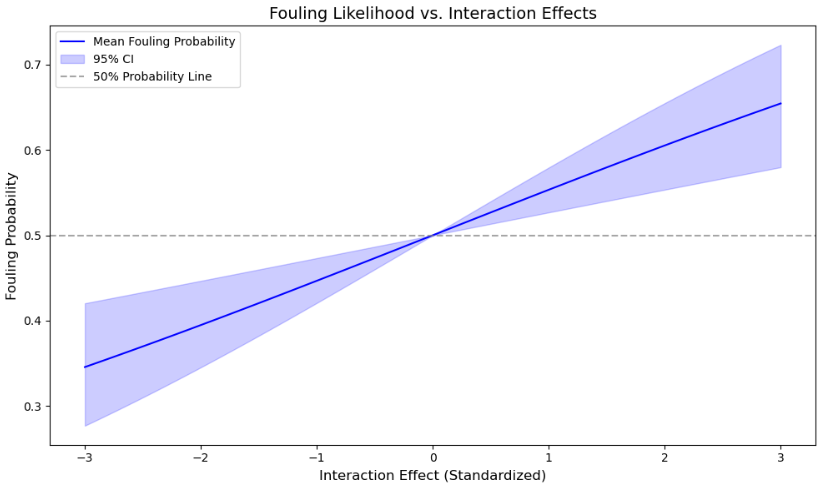 Fouling Likelihood vs. Interaction Effects
Mean Fouling Probability
95% CI
50% Probability Line
Fouling Probability
0.7
0.6
0.5
0.4
0.3
−3 −2 −1 0 1 2 3
Interaction Effect (Standardized)